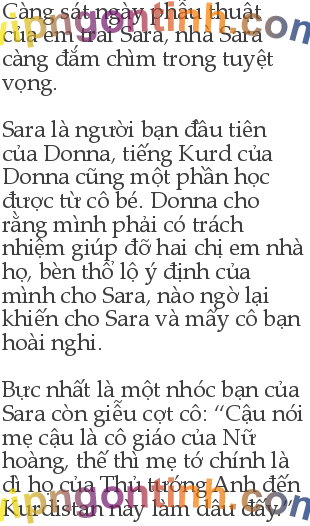 Càng sát ngày phẫu thuật
của em trai Sara, nhà Sara
càng đắm chìm trong tuyệt
vọng.
Sara là người bạn đầu tiên
của Donna, tiếng Kurd của
Donna cũng một phần học
được từ cô bé. Donna cho
rằng mình phải có trách
nhiệm giúp đỡ hai chị em nhà
họ, bèn thổ lộ ý định của
mình cho Sara, nào ngờ lại
khiến cho Sara và mấy cô bạn
hoài nghi.
Bực nhất là một nhóc bạn của
Sara còn giễu cợt cô: “Cậu nói
mẹ cậu là cô giáo của Nữ
hoàng, thế thì mẹ tớ chính là
dì họ của Thủ tướng Anh đến
Kurdistan này làm dâu đấy.”
vipngontinh.com
vipngontinh.com